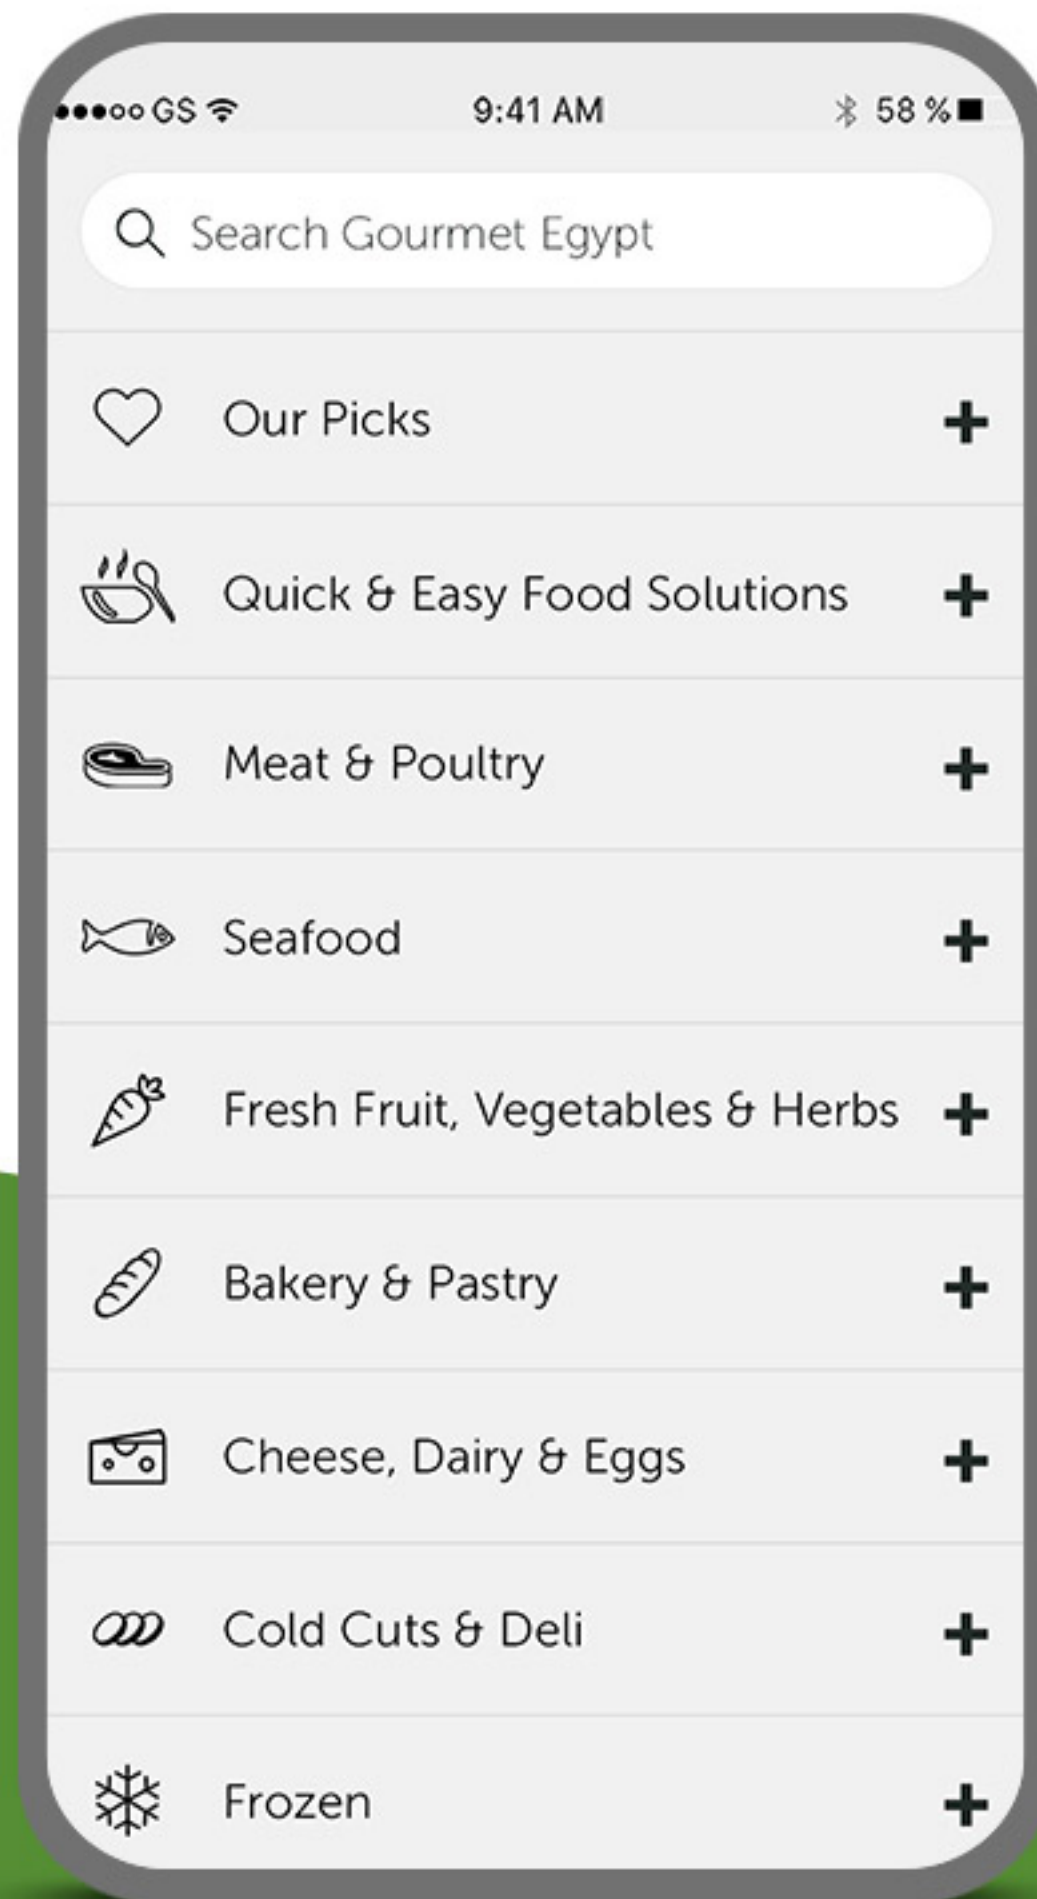 GS 9:41 AM 58 %
Search Gourmet Egypt
Our Picks
Quick & Easy Food Solutions
Meat & Poultry
Seafood
Fresh Fruit, Vegetables & Herbs
Bakery & Pastry
Cheese, Dairy & Eggs
Cold Cuts & Deli
Frozen